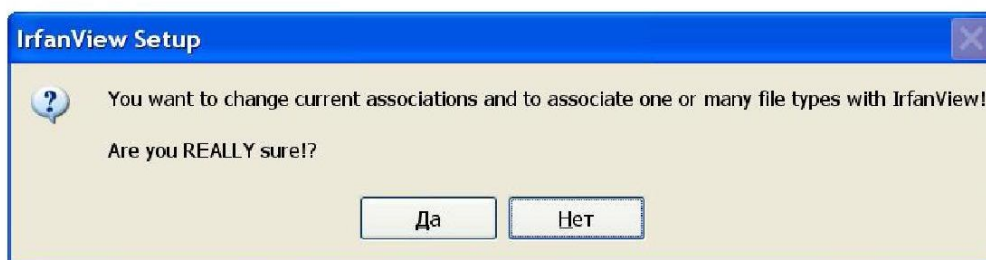 IrfanView Setup
You want to change current associations and to associate one or many file types with IrfanView!
Are you REALLY sure!?
Да Нет